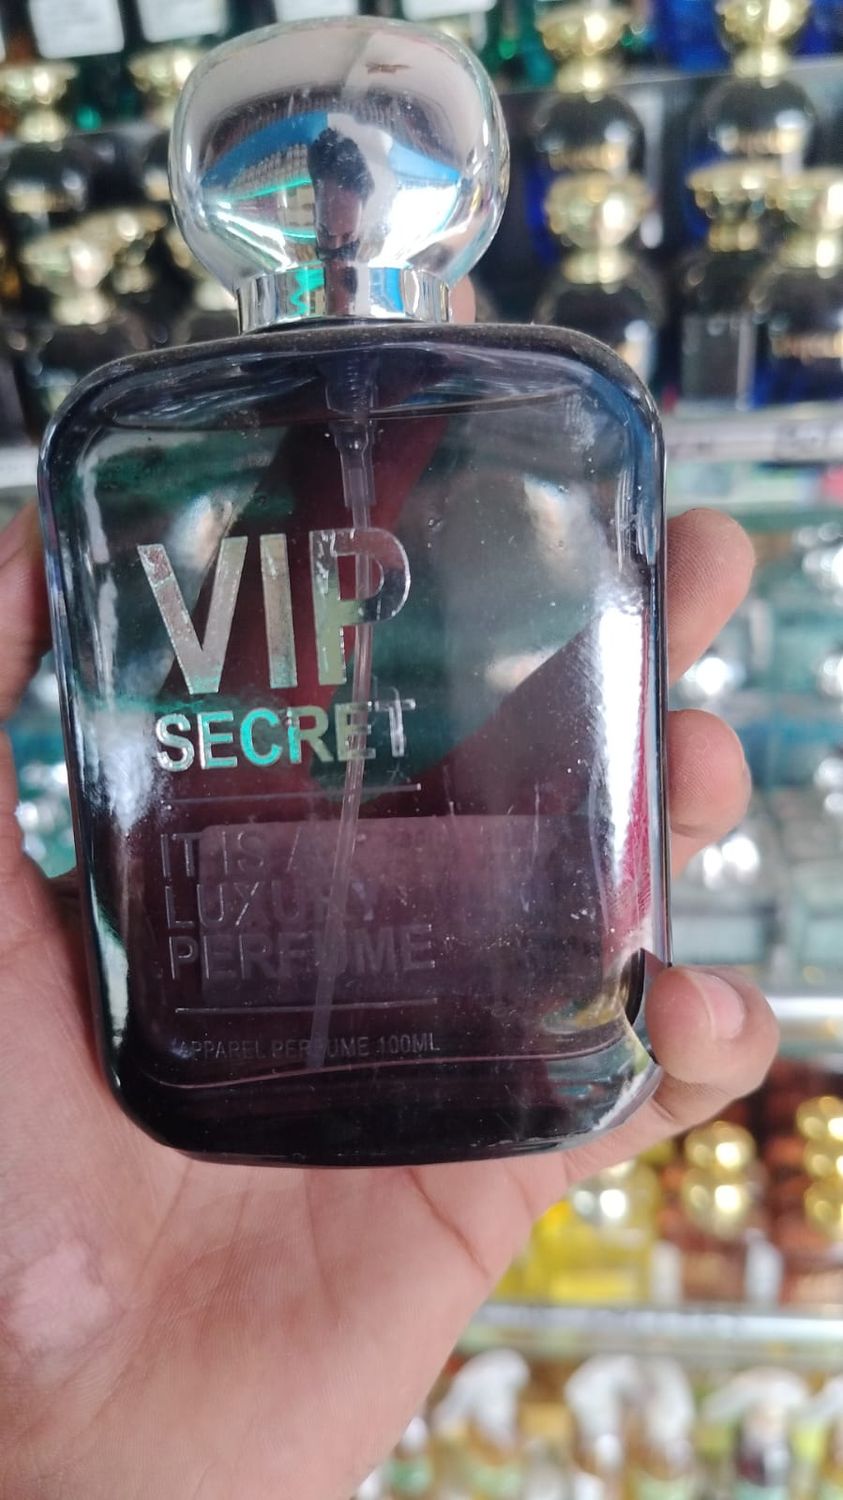 VIP
SECRET
IT IS A
LUXURY
PERFUME
APPAREL PERFUME 100ML